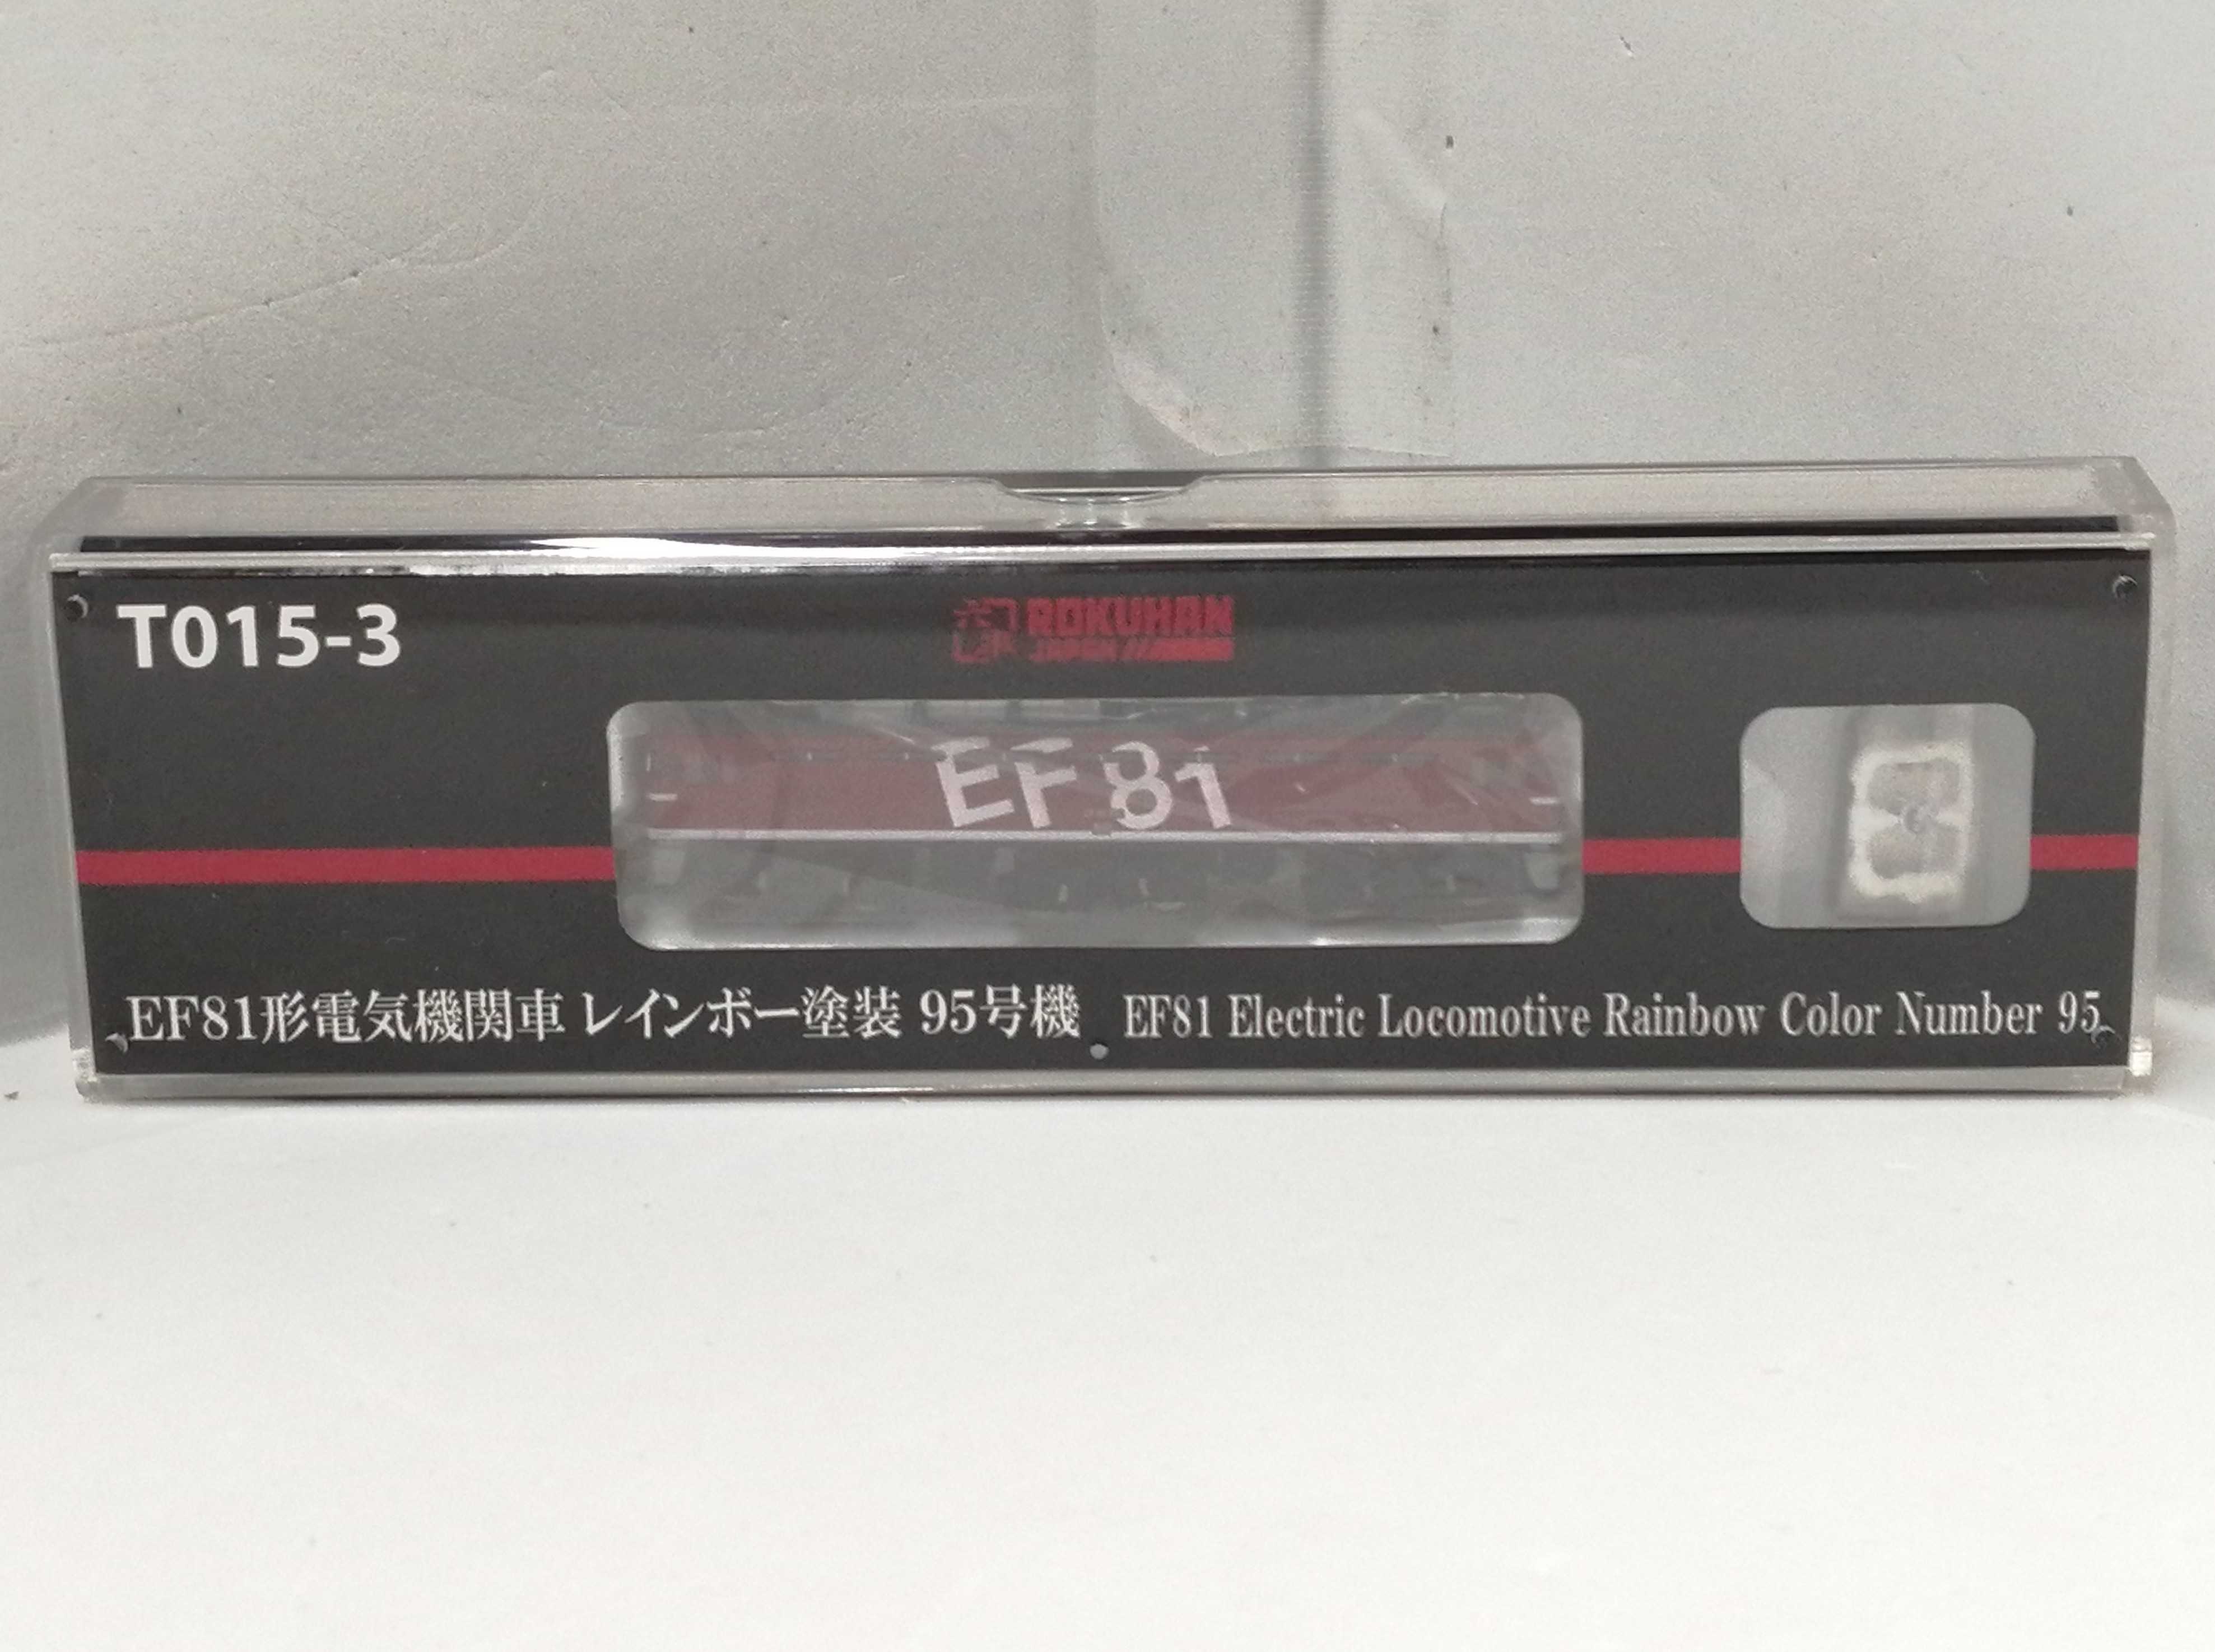 T015-3
ROKUHAN
EF81
EF81形電気機関車 レインボー塗装 95号機 EF81 Electric Locomotive Rainbow Color Number 95